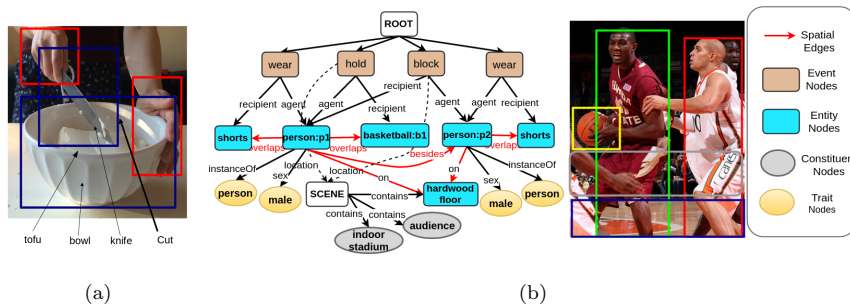 tofu
bowl
knife
Cut
(a)
ROOT
wear
hold
block
wear
recipient
recipient
agent
agent
recipient
agent
agent
recipient
shorts
person:p1
basketball:b1
person:p2
shorts
overlaps
overlaps
besides
overlaps
instanceOf
sex
location
location
on
on
sex
instanceOf
person
male
SCENE
contains
hardwood
floor
male
person
contains
contains
indoor
stadium
audience
(b)
Spatial
Edges
Event
Nodes
Entity
Nodes
Constituent
Nodes
Trait
Nodes